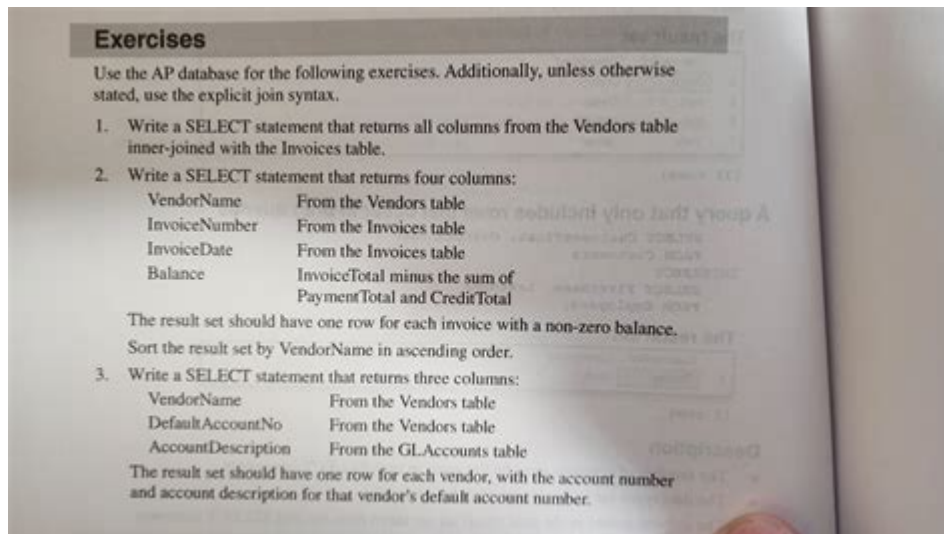 Exercises
Use the AP database for the following exercises. Additionally, unless otherwise
stated, use the explicit join syntax.
1. Write a SELECT statement that returns all columns from the Vendors table
inner-joined with the Invoices table.
2. Write a SELECT statement that returns four columns:
VendorName From the Vendors table
InvoiceNumber From the Invoices table
InvoiceDate From the Invoices table
Balance InvoiceTotal minus the sum of
PaymentTotal and CreditTotal
The result set should have one row for each invoice with a non-zero balance.
Sort the result set by VendorName in ascending order.
3. Write a SELECT statement that returns three columns:
VendorName From the Vendors table
DefaultAccountNo From the Vendors table
AccountDescription From the GLAccounts table
The result set should have one row for each vendor, with the account number
and account description for that vendor's default account number.